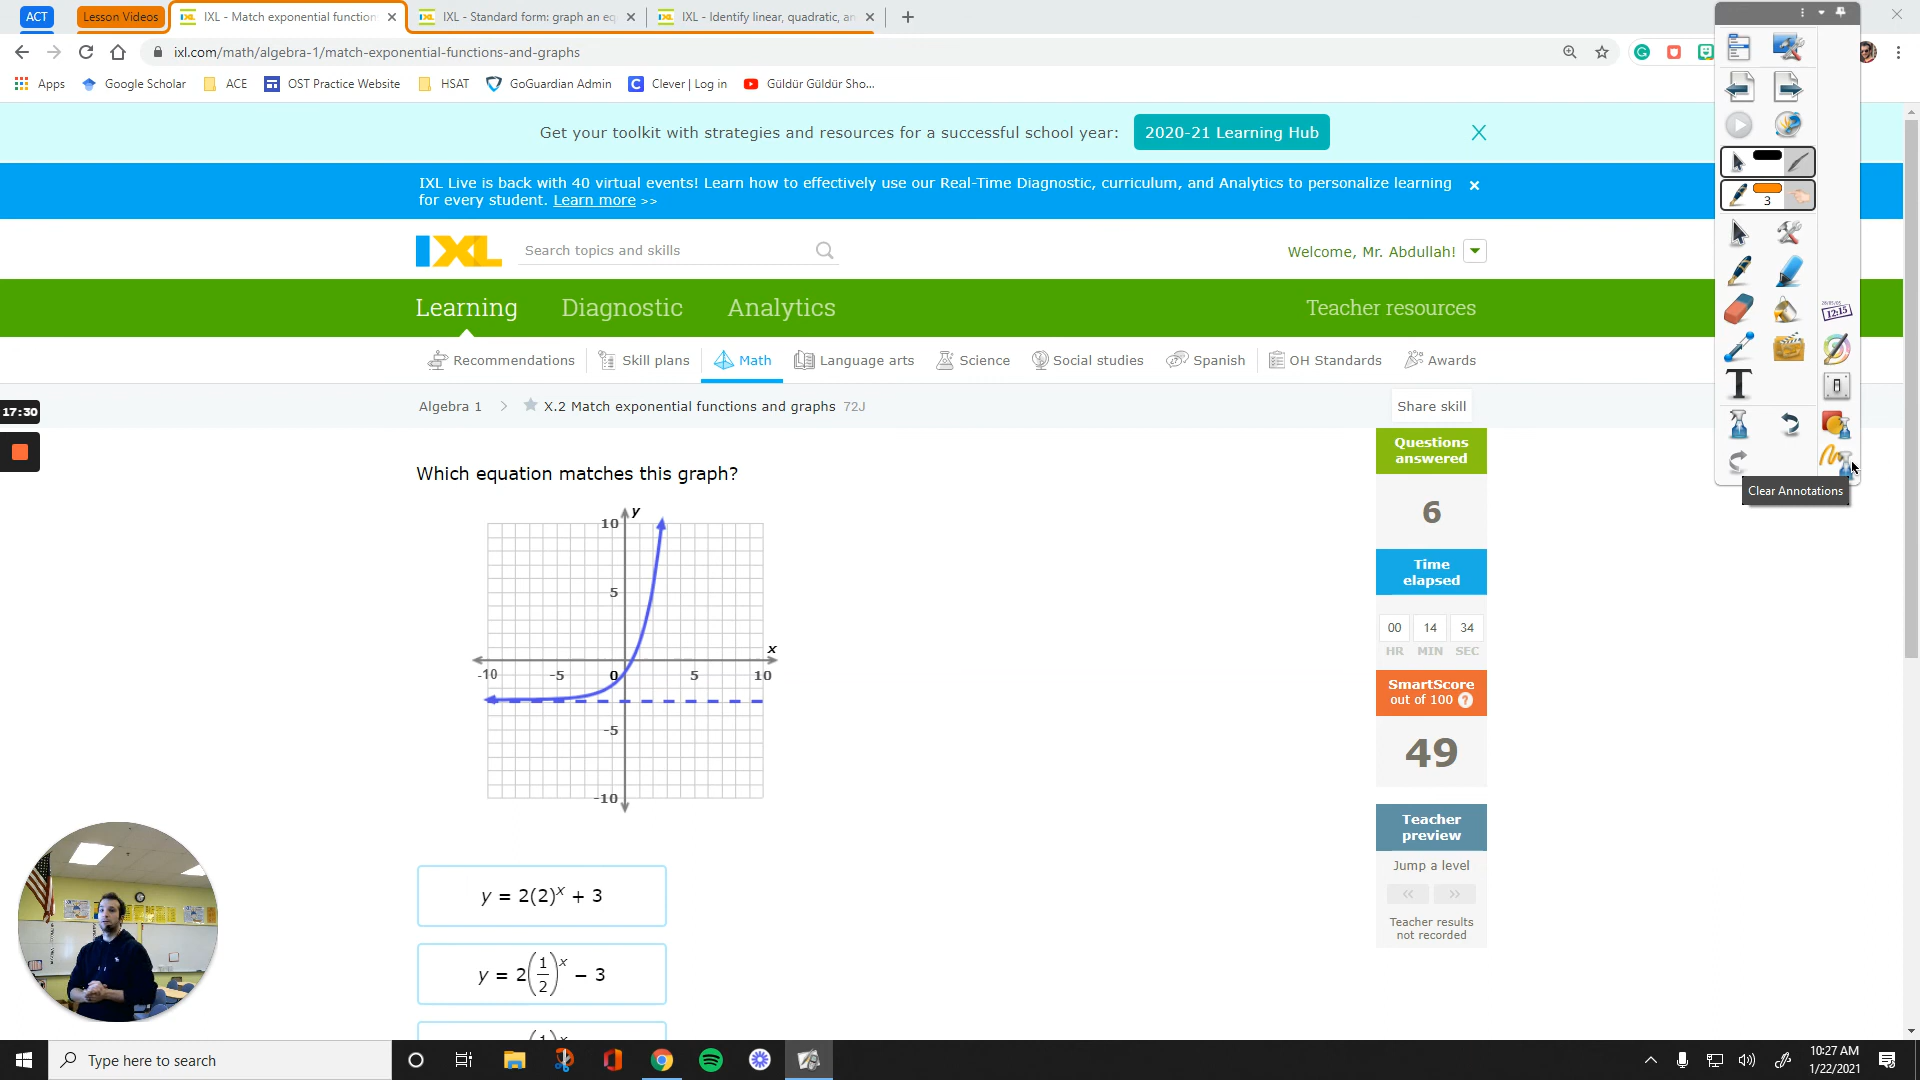 ACT
Lesson Videos
IXL - Match exponential function
IXL - Standard form: graph an eq
IXL - Identify linear, quadratic, an
ixl.com/math/algebra-1/match-exponential-functions-and-graphs
Apps
Google Scholar
ACE
OST Practice Website
HSAT
GoGuardian Admin
Clever | Log in
Güldür Güldür Sho...
Get your toolkit with strategies and resources for a successful school year:
2020-21 Learning Hub
IXL Live is back with 40 virtual events! Learn how to effectively use our Real-Time Diagnostic, curriculum, and Analytics to personalize learning
for every student. Learn more >>
IXL
Search topics and skills
Welcome, Mr. Abdullah!
Learning
Diagnostic
Analytics
Teacher resources
Recommendations
Skill plans
Math
Language arts
Science
Social studies
Spanish
OH Standards
Awards
Algebra 1 > X.2 Match exponential functions and graphs 72J
Share skill
17:30
3
12:15
T
Clear Annotations
Which equation matches this graph?
y
10
5
x
-10
-5
0
5
10
-5
-10
y = 2(2)^x + 3
y = 2(1/2)^x − 3
Questions
answered
6
Time
elapsed
00
14
34
HR
MIN
SEC
SmartScore
out of 100 ?
49
Teacher
preview
Jump a level
Teacher results
not recorded
Type here to search
10:27 AM
1/22/2021